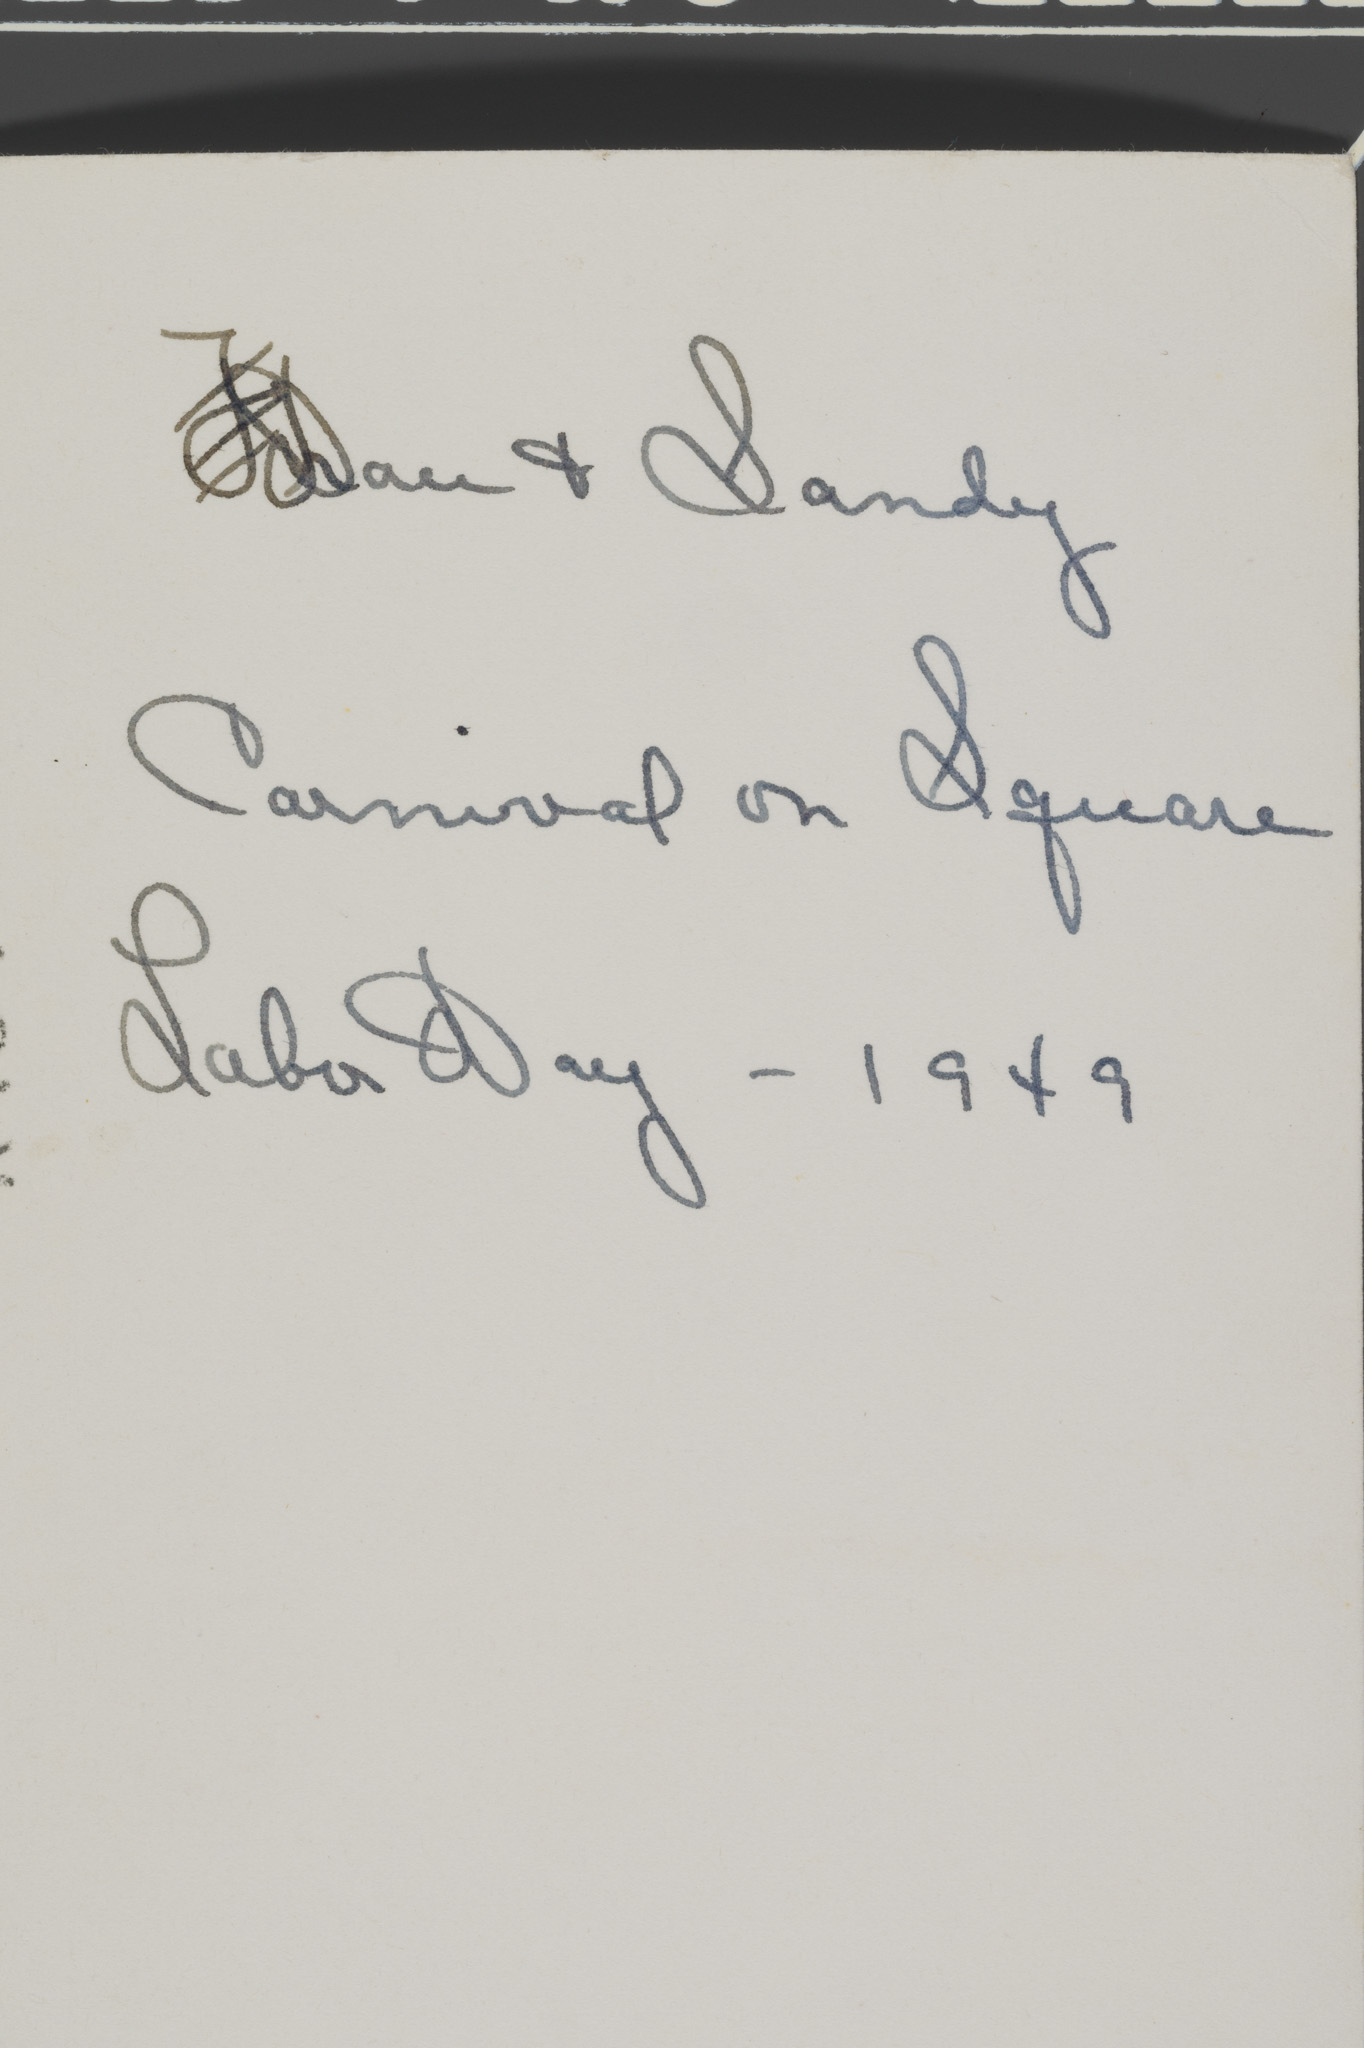 & Sandy
Carnival on Square
Labor Day - 1949